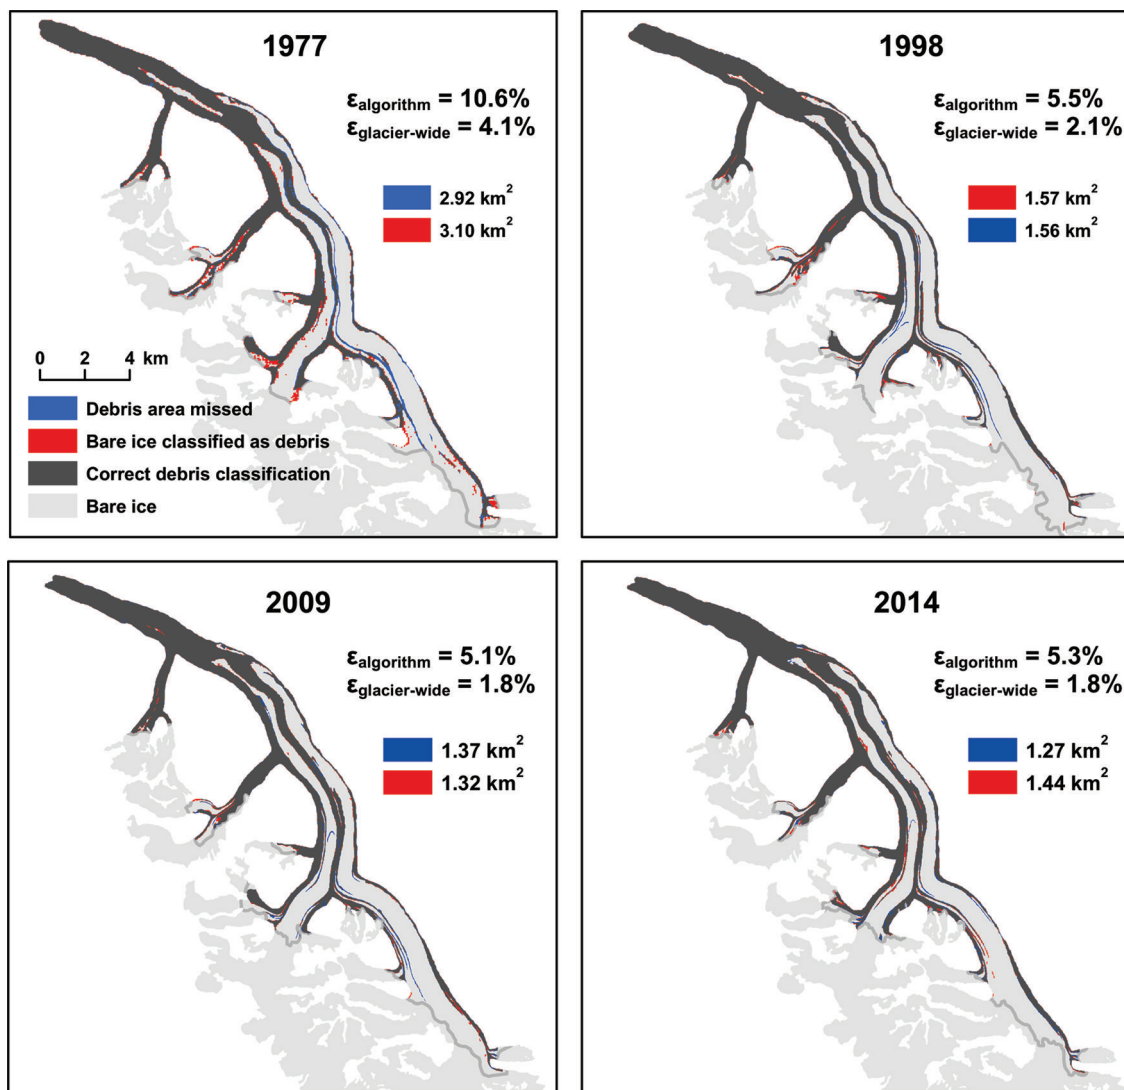 1977
εalgorithm = 10.6%
εglacier-wide = 4.1%
2.92 km²
3.10 km²
0 2 4 km
Debris area missed
Bare ice classified as debris
Correct debris classification
Bare ice
1998
εalgorithm = 5.5%
εglacier-wide = 2.1%
1.57 km²
1.56 km²
2009
εalgorithm = 5.1%
εglacier-wide = 1.8%
1.37 km²
1.32 km²
2014
εalgorithm = 5.3%
εglacier-wide = 1.8%
1.27 km²
1.44 km²